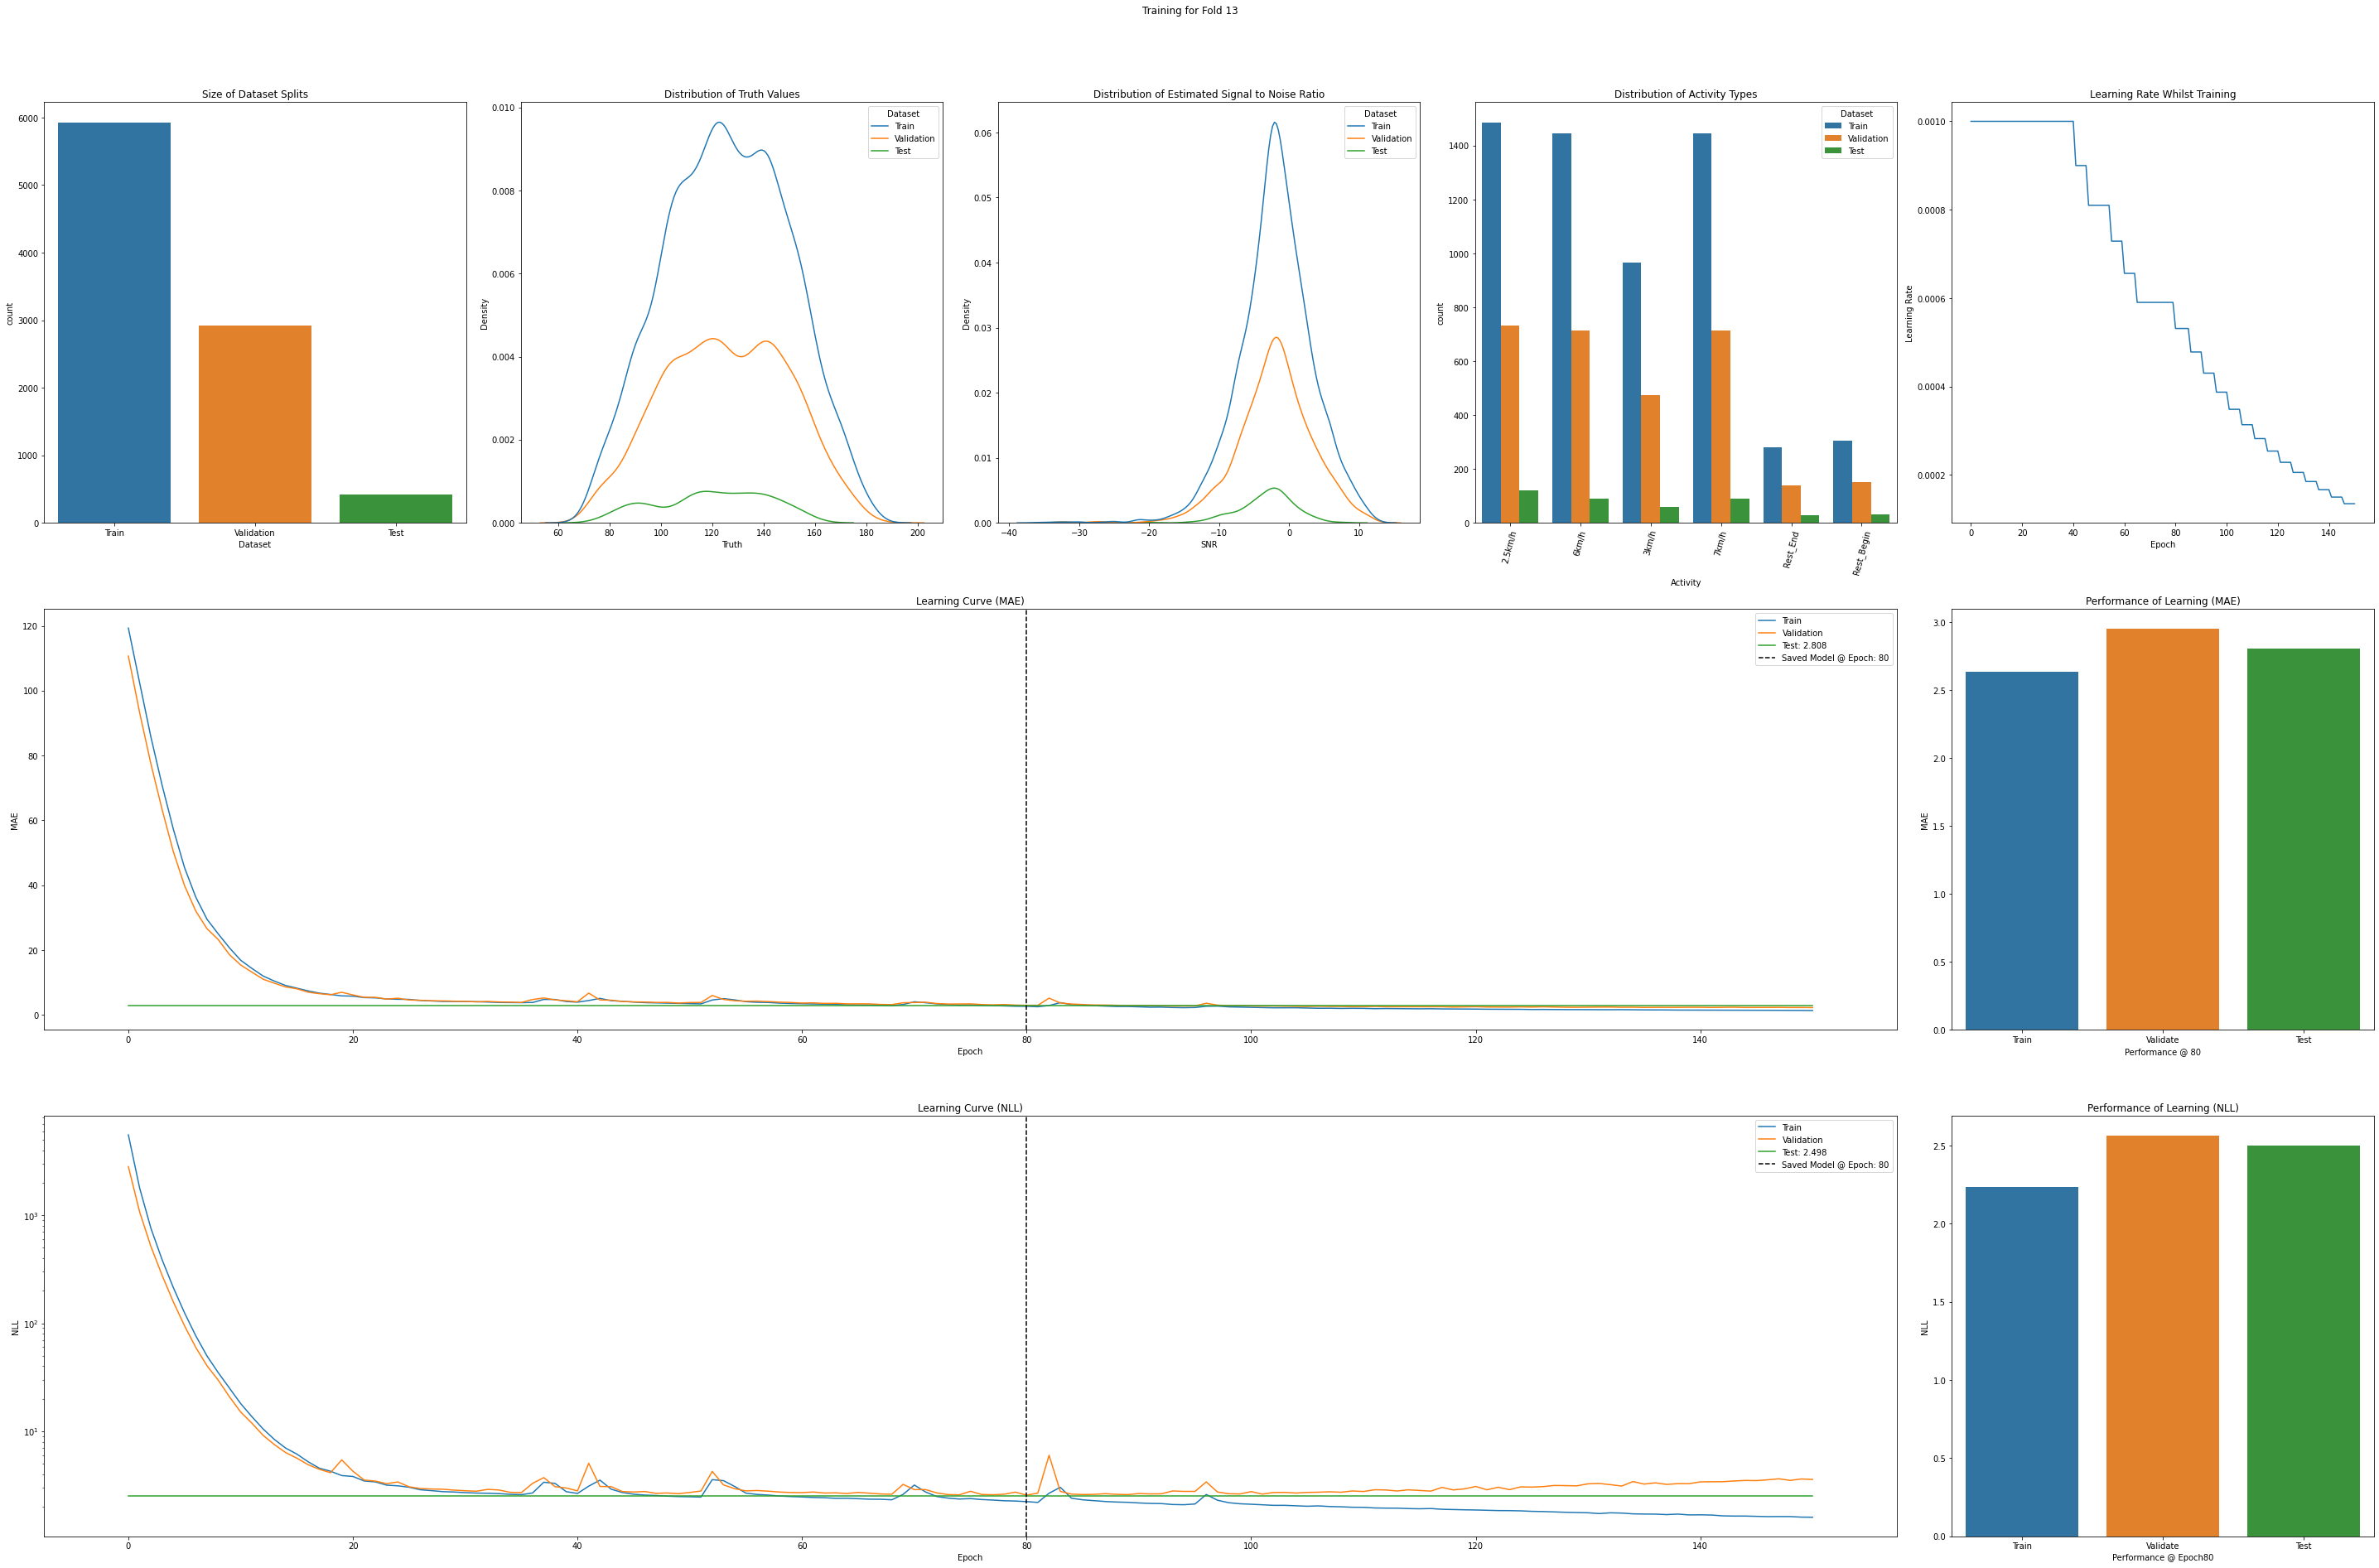 Training for Fold 13
Size of Dataset Splits
6000
5000
4000
3000
2000
1000
0
count
Train Validation Test
Dataset
Distribution of Truth Values
Dataset
Train
Validation
Test
0.010
0.008
0.006
0.004
0.002
0.000
Density
60 80 100 120 140 160 180 200
Truth
Distribution of Estimated Signal to Noise Ratio
Dataset
Train
Validation
Test
0.06
0.05
0.04
0.03
0.02
0.01
0.00
Density
−40 −30 −20 −10 0 10
SNR
Distribution of Activity Types
Dataset
Train
Validation
Test
1400
1200
1000
800
600
400
200
0
count
2.5km/h 6km/h 3km/h 7km/h Rest_End Rest_Begin
Activity
Learning Rate Whilst Training
0.0010
0.0008
0.0006
0.0004
0.0002
Learning Rate
0 20 40 60 80 100 120 140
Epoch
Learning Curve (MAE)
Train
Validation
Test: 2.808
Saved Model @ Epoch: 80
120
100
80
60
40
20
0
MAE
0 20 40 60 80 100 120 140
Epoch
Performance of Learning (MAE)
3.0
2.5
2.0
1.5
1.0
0.5
0.0
MAE
Train Validate Test
Performance @ 80
Learning Curve (NLL)
Train
Validation
Test: 2.498
Saved Model @ Epoch: 80
10³
10²
10¹
NLL
0 20 40 60 80 100 120 140
Epoch
Performance of Learning (NLL)
2.5
2.0
1.5
1.0
0.5
0.0
NLL
Train Validate Test
Performance @ Epoch80